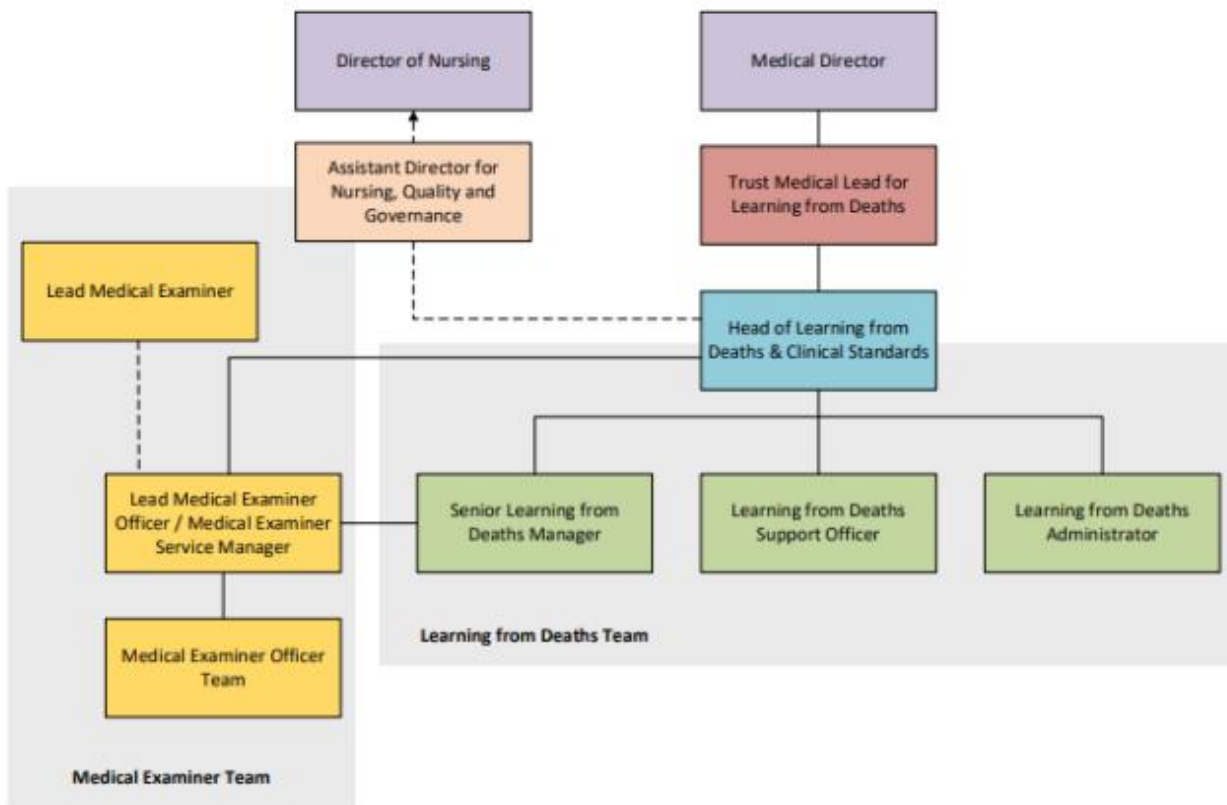 Director of Nursing
Medical Director
Assistant Director for
Nursing, Quality and
Governance
Trust Medical Lead for
Learning from Deaths
Lead Medical Examiner
Head of Learning from
Deaths & Clinical Standards
Lead Medical Examiner
Officer / Medical Examiner
Service Manager
Senior Learning from
Deaths Manager
Learning from Deaths
Support Officer
Learning from Deaths
Administrator
Learning from Deaths Team
Medical Examiner Officer
Team
Medical Examiner Team